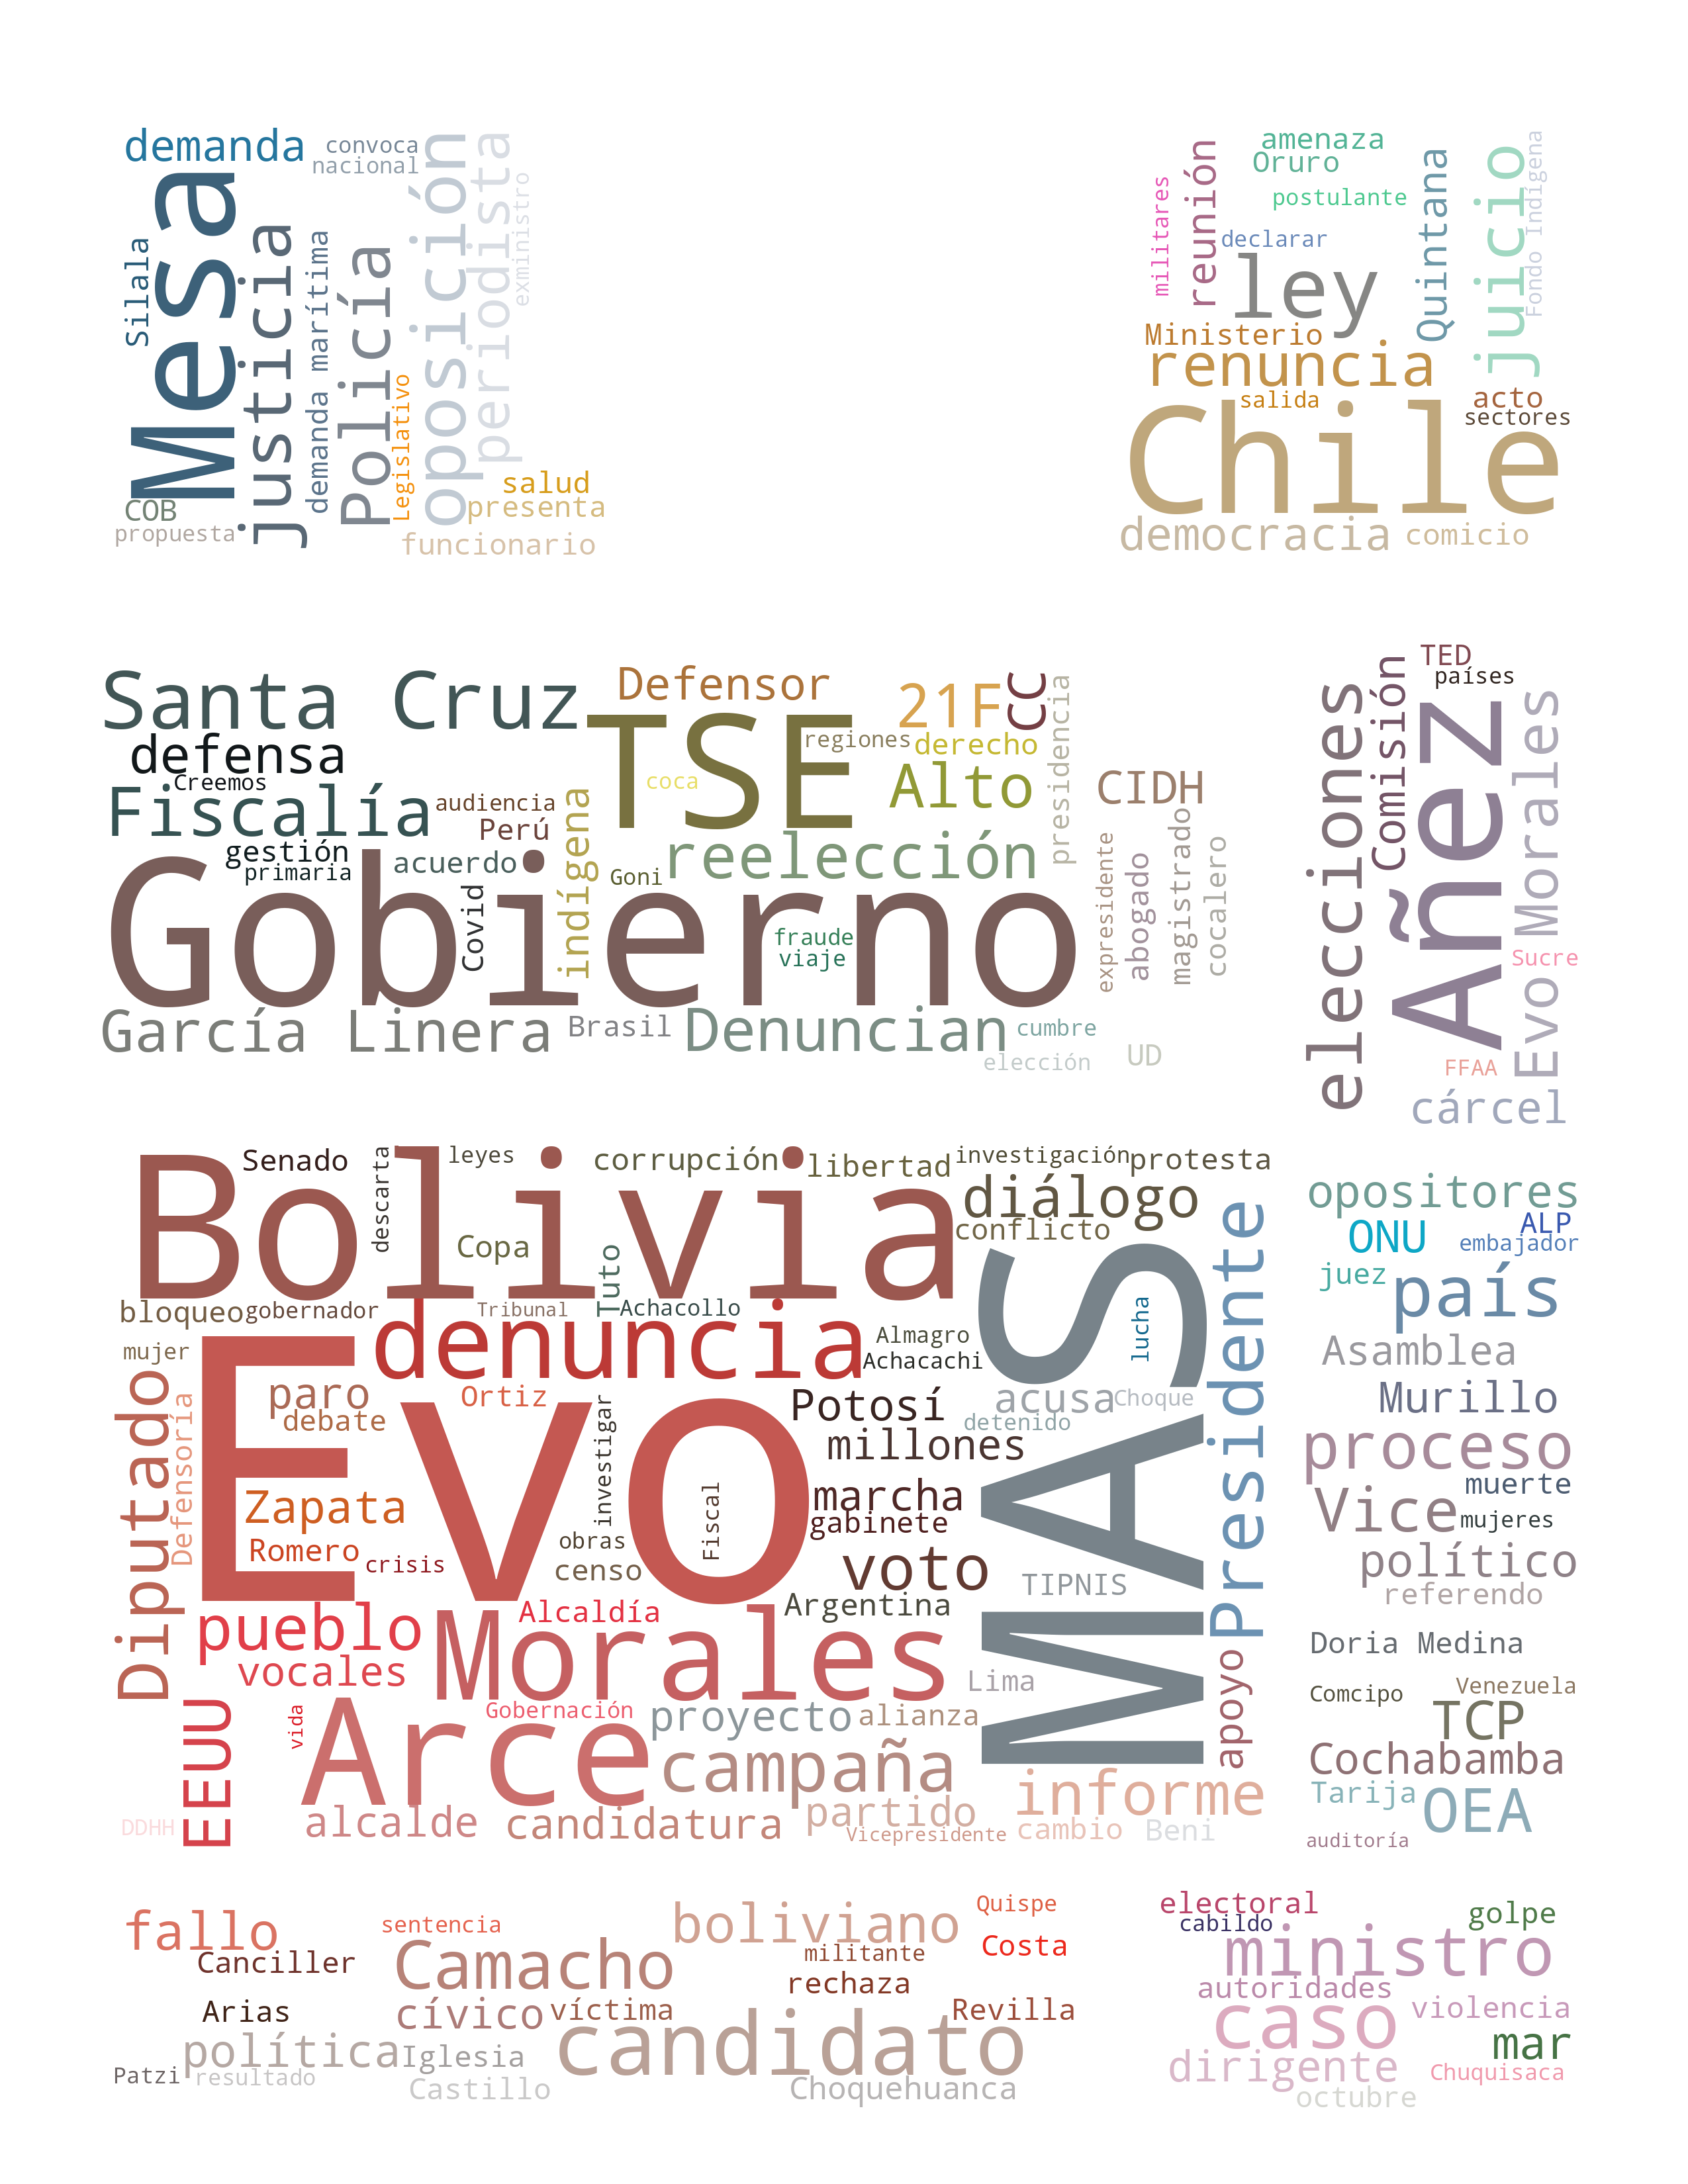 demanda
convoca
nacional
Mesa
Silala
justicia
demanda marítima
Policía
Legislativo
oposición
periodista
exministro
COB
propuesta
salud
presenta
funcionario
amenaza
Oruro
postulante
militares
reunión
declarar
ley
Quintana
juicio
Fondo Indígena
Ministerio
renuncia
salida
acto
sectores
Chile
democracia
comicio
Santa Cruz
Defensor
21F
CC
presidencia
defensa
TSE
regiones
derecho
Creemos
coca
Alto
CIDH
Fiscalía
audiencia
Perú
indígena
gestión
primaria
acuerdo
Goni
reelección
expresidente
abogado
magistrado
cocalero
Gobierno
Covid
fraude
viaje
García Linera
Brasil
Denuncian
cumbre
elección
UD
TED
países
Comisión
elecciones
Añez
Evo Morales
Sucre
FFAA
cárcel
Bolivia
Senado
descarta
leyes
corrupción
libertad
investigación
protesta
diálogo
conflicto
Copa
Tuto
bloqueo
gobernador
Tribunal
Achacollo
denuncia
Almagro
Achacachi
mujer
Diputado
Defensoría
Evo
paro
debate
Ortiz
investigar
Potosí
millones
MAS
lucha
acusa
Choque
detenido
Presidente
Zapata
Romero
crisis
obras
censo
Fiscal
marcha
gabinete
voto
TIPNIS
Argentina
pueblo
Alcaldía
vocales
Morales
Lima
apoyo
EEUU
vida
Gobernación
Arce
proyecto
alianza
campaña
informe
DDHH
alcalde
candidatura
partido
Vicepresidente
cambio
Beni
opositores
ONU
ALP
embajador
juez
país
Asamblea
Murillo
proceso
muerte
Vice
mujeres
político
referendo
Doria Medina
Comcipo
Venezuela
TCP
Cochabamba
Tarija
OEA
auditoría
fallo
sentencia
boliviano
Quispe
Canciller
Camacho
militante
Costa
rechaza
Arias
cívico
víctima
Revilla
política
Iglesia
candidato
Patzi
resultado
Castillo
Choquehuanca
electoral
cabildo
golpe
ministro
autoridades
caso
violencia
mar
dirigente
Chuquisaca
octubre